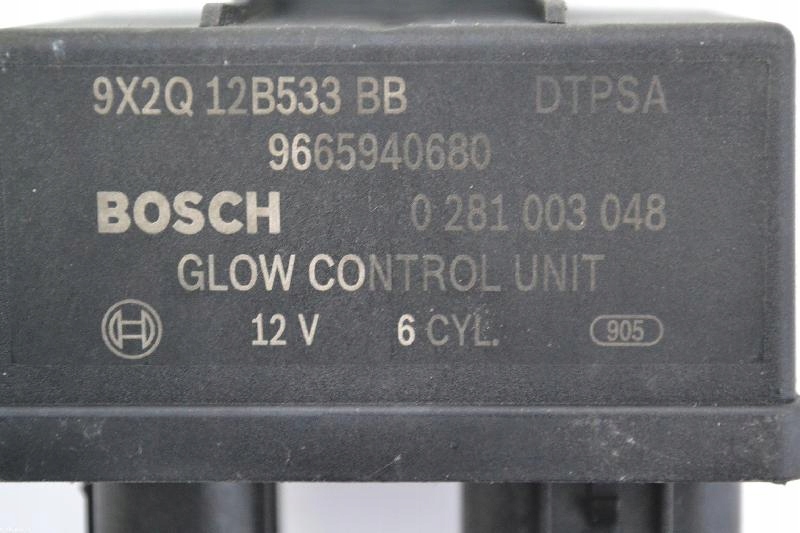 9X2Q 12B533 BB DTPSA
9665940680
BOSCH 0 281 003 048
GLOW CONTROL UNIT
12 V 6 CYL. 905